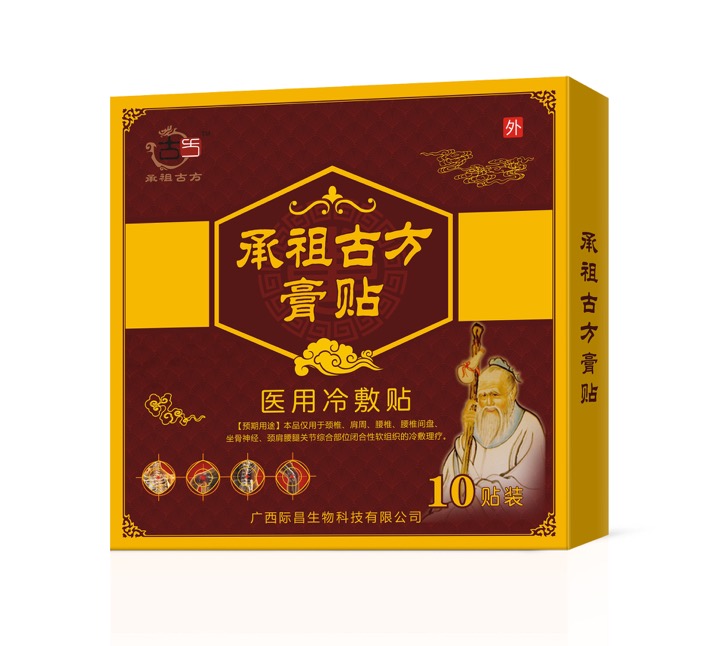 外
古方
TM
承祖古方
承祖古方
膏贴
医用冷敷贴
【预期用途】本品仅用于颈椎、肩周、腰椎、腰椎间盘、
坐骨神经、颈肩腰腿关节综合部位闭合性软组织的冷敷理疗。
10贴装
广西际昌生物科技有限公司
承祖古方膏贴